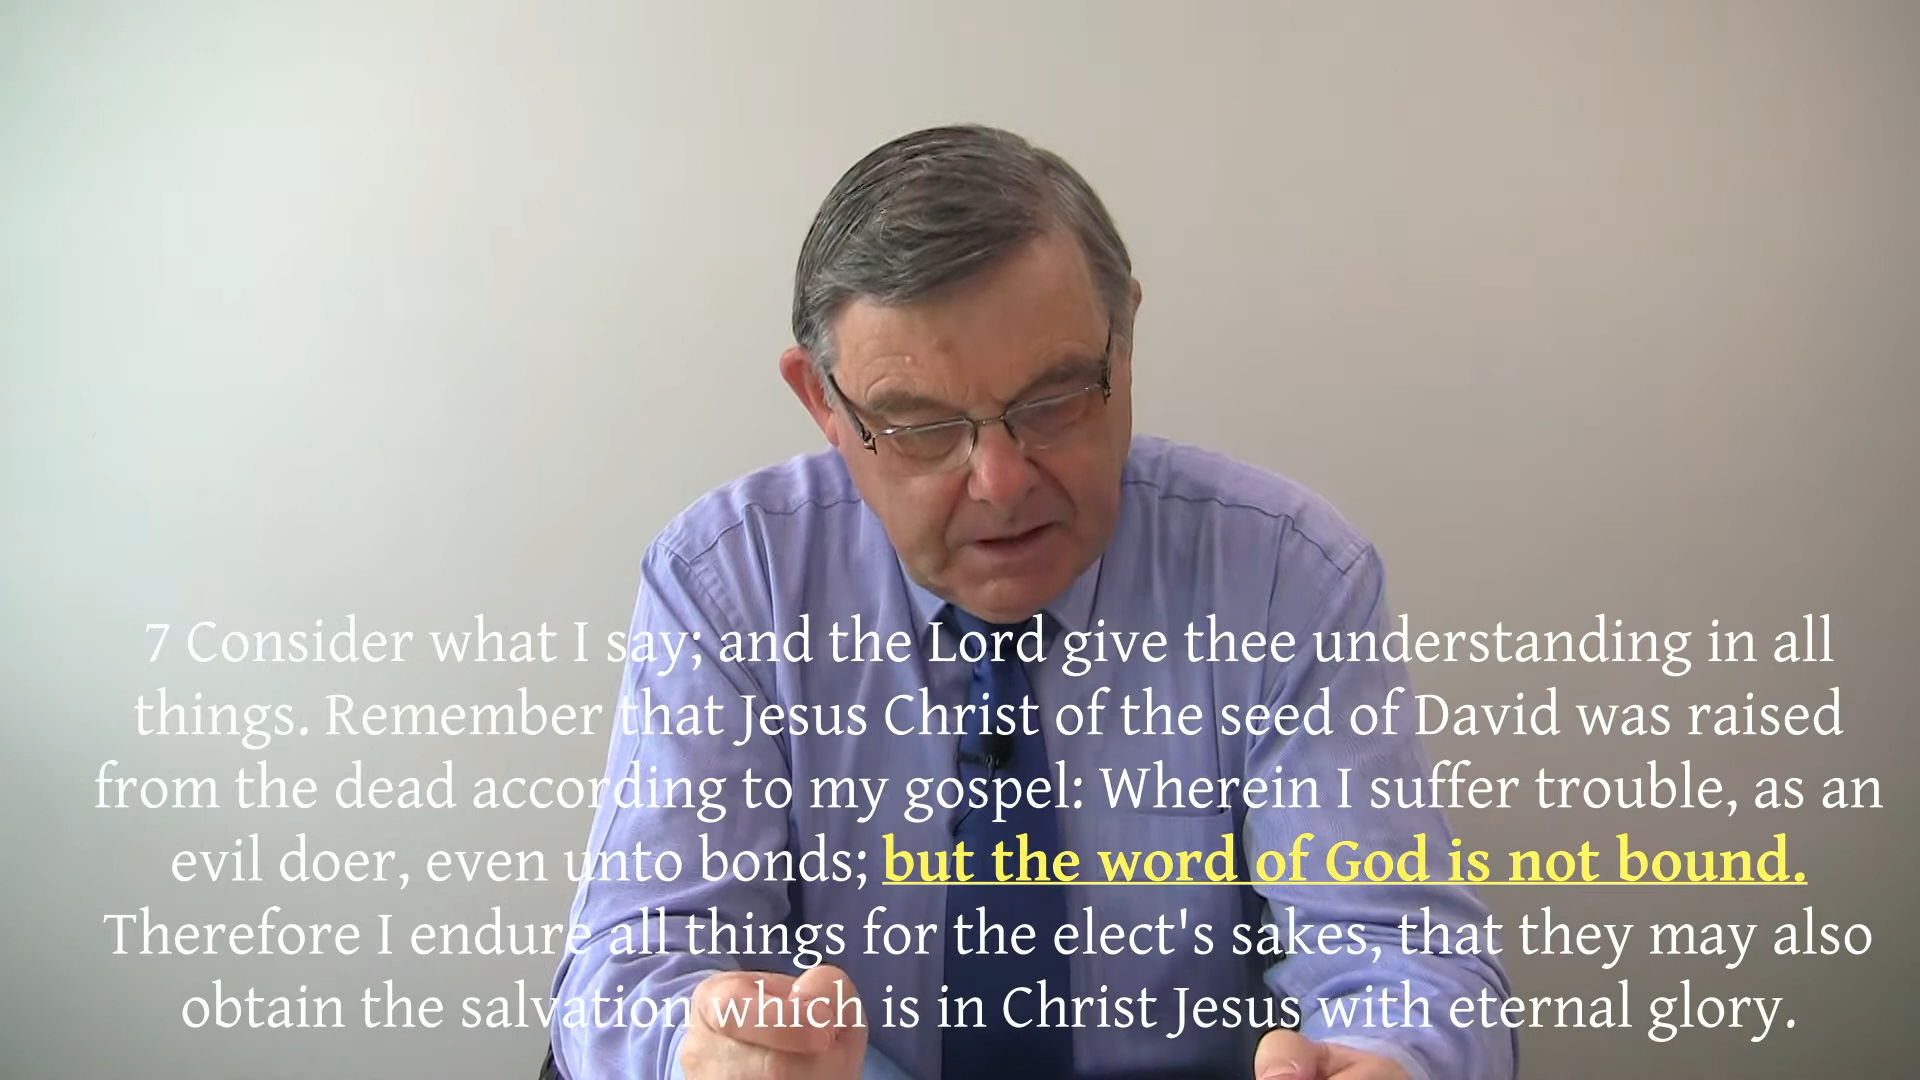 7 Consider what I say; and the Lord give thee understanding in all
things. Remember that Jesus Christ of the seed of David was raised
from the dead according to my gospel: Wherein I suffer trouble, as an
evil doer, even unto bonds; but the word of God is not bound.
Therefore I endure all things for the elect's sakes, that they may also
obtain the salvation which is in Christ Jesus with eternal glory.